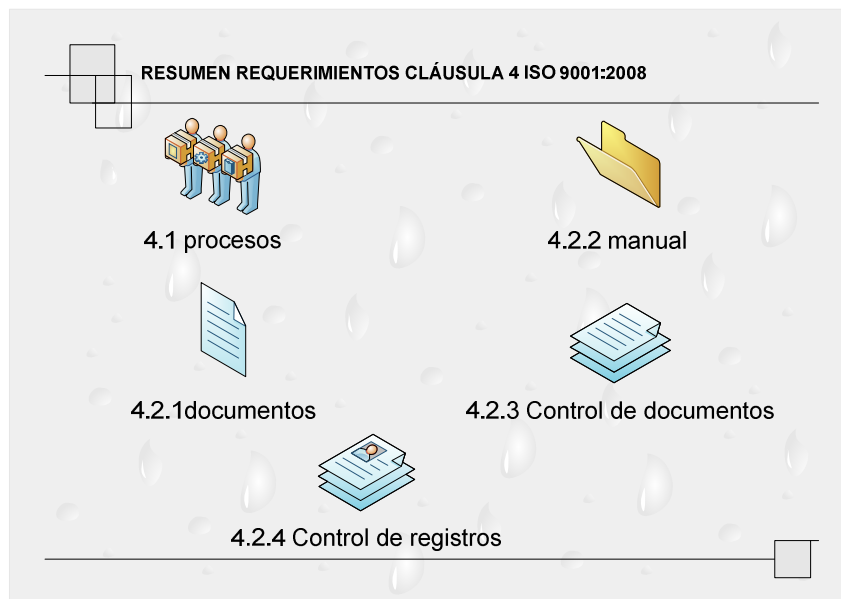 RESUMEN REQUERIMIENTOS CLÁUSULA 4 ISO 9001:2008
4.1 procesos
4.2.2 manual
4.2.1documentos
4.2.3 Control de documentos
4.2.4 Control de registros